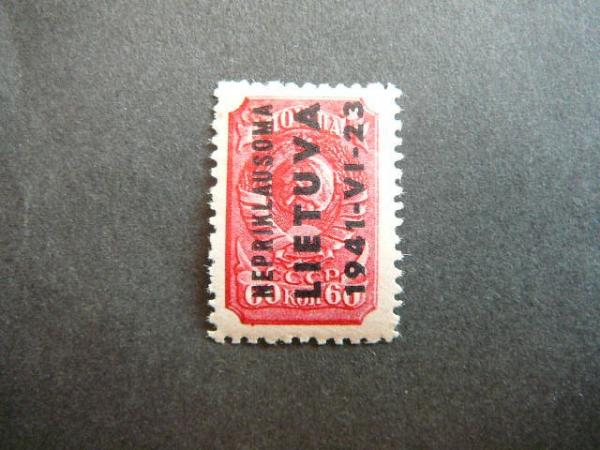 NEPRIKLAUSOMA
LIETUVA
1941-VI-23
СССР
60 КОП 60